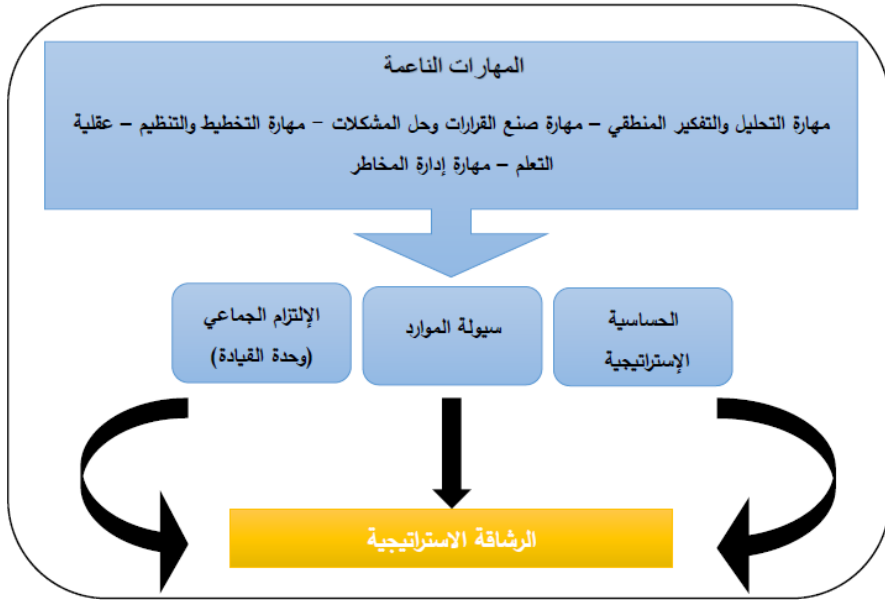 المهارات الناعمة
مهارة التحليل والتفكير المنطقي – مهارة صنع القرارات وحل المشكلات – مهارة التخطيط والتنظيم – عقلية
التعلم – مهارة إدارة المخاطر
الحساسية
الإستراتيجية
سيولة الموارد
الإلتزام الجماعي
(وحدة القيادة)
الرشاقة الاستراتيجية